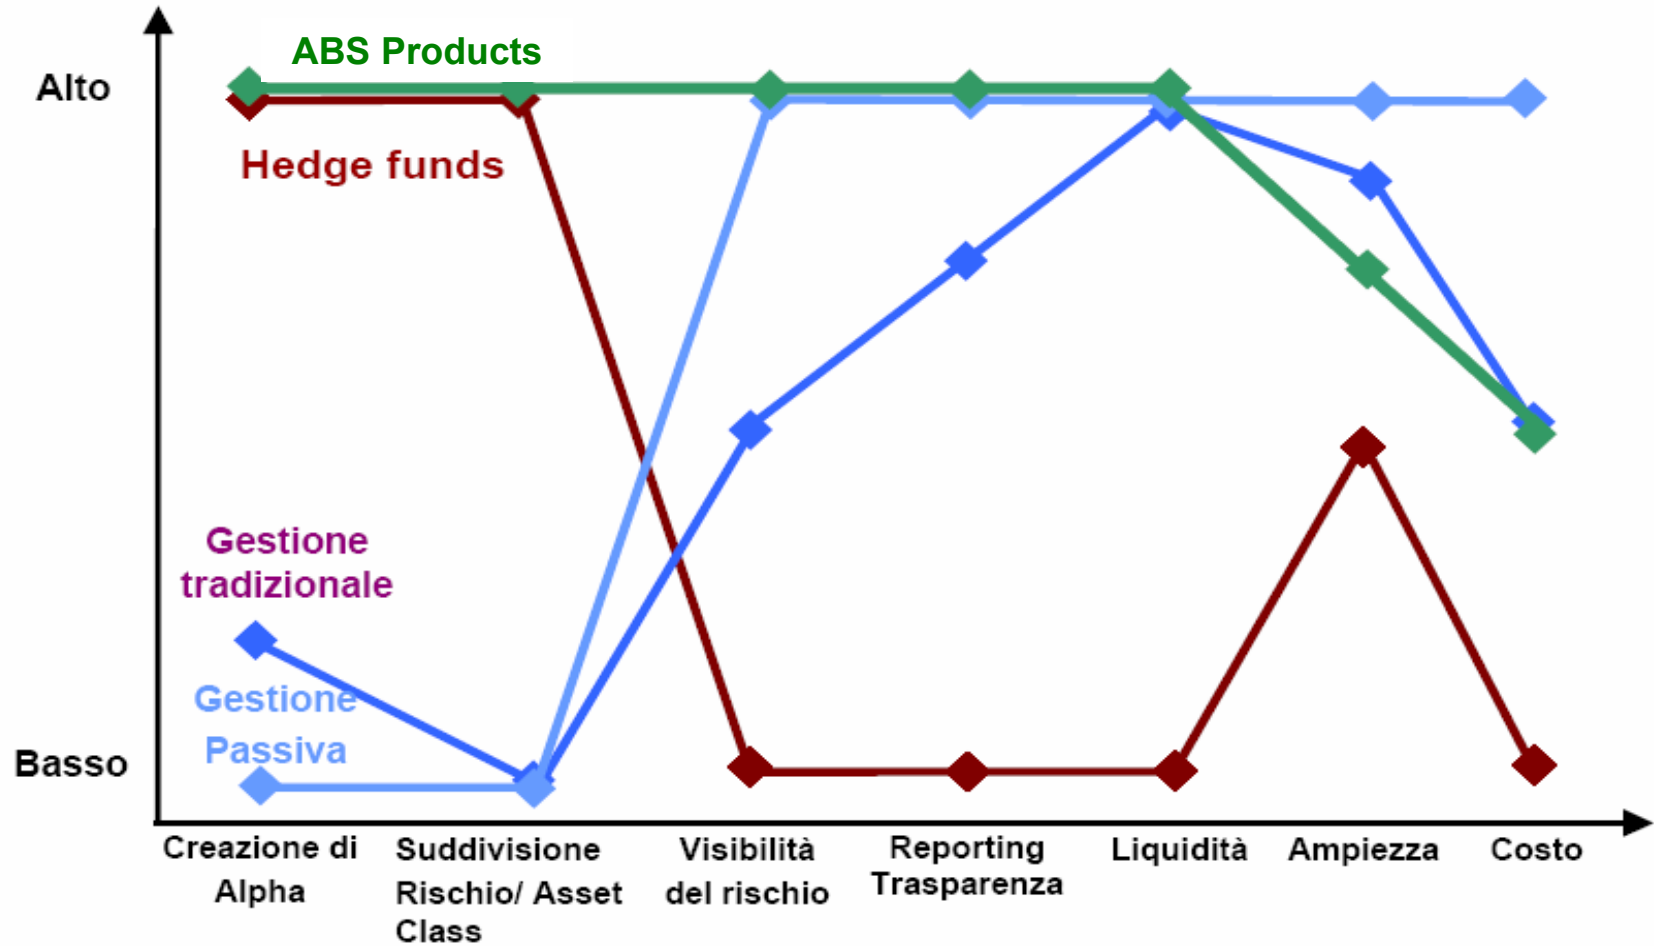 ABS Products
Alto
Hedge funds
Gestione
tradizionale
Gestione
Passiva
Basso
Creazione di
Alpha
Suddivisione
Rischio/ Asset
Class
Visibilità
del rischio
Reporting
Trasparenza
Liquidità
Ampiezza
Costo